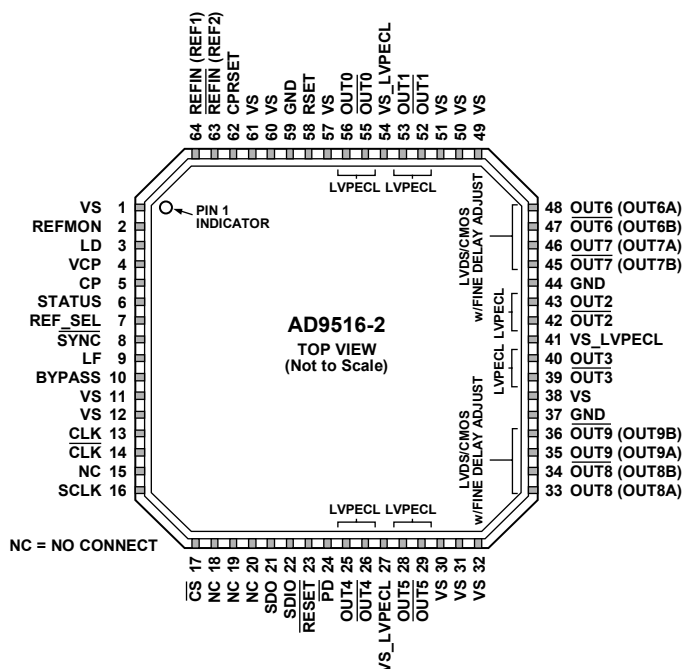 64 REFIN (REF1)
63 REFIN (REF2)
62 CPRSET
61 VS
60 VS
59 GND
58 RSET
57 VS
56 OUT0
55 OUT0
54 VS_LVPECL
53 OUT1
52 OUT1
51 VS
50 VS
49 VS
LVPECL LVPECL
VS 1
REFMON 2
LD 3
VCP 4
CP 5
STATUS 6
REF_SEL 7
SYNC 8
LF 9
BYPASS 10
VS 11
VS 12
CLK 13
CLK 14
NC 15
SCLK 16
PIN 1
INDICATOR
AD9516-2
TOP VIEW
(Not to Scale)
LVDS/CMOS
w/FINE DELAY ADJUST
LVPECL
LVPECL
LVDS/CMOS
w/FINE DELAY ADJUST
48 OUT6 (OUT6A)
47 OUT6 (OUT6B)
46 OUT7 (OUT7A)
45 OUT7 (OUT7B)
44 GND
43 OUT2
42 OUT2
41 VS_LVPECL
40 OUT3
39 OUT3
38 VS
37 GND
36 OUT9 (OUT9B)
35 OUT9 (OUT9A)
34 OUT8 (OUT8B)
33 OUT8 (OUT8A)
LVPECL LVPECL
NC = NO CONNECT
CS 17
NC 18
NC 19
NC 20
SDO 21
SDIO 22
RESET 23
PD 24
OUT4 25
OUT4 26
VS_LVPECL 27
OUT5 28
OUT5 29
VS 30
VS 31
VS 32